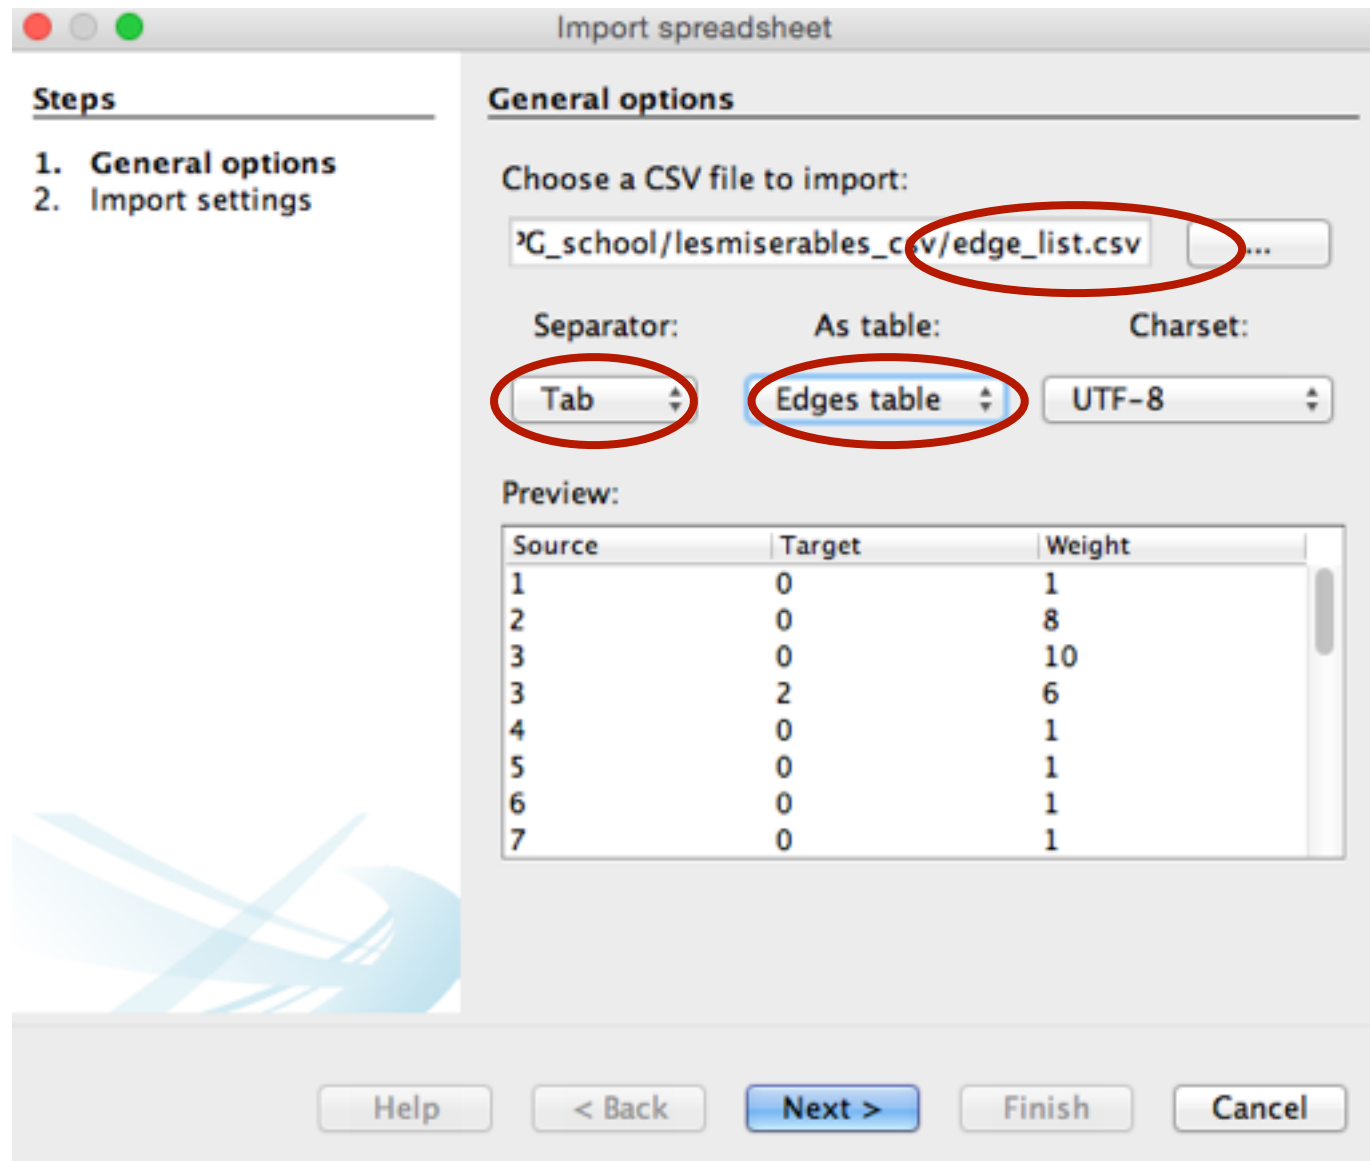 Import spreadsheet
Steps
1. General options
2. Import settings
General options
Choose a CSV file to import:
PG_school/lesmiserables_csv/edge_list.csv ...
Separator: As table: Charset:
Tab Edges table UTF-8
Preview:
Source Target Weight
1 0 1
2 0 8
3 0 10
3 2 6
4 0 1
5 0 1
6 0 1
7 0 1
Help < Back Next > Finish Cancel